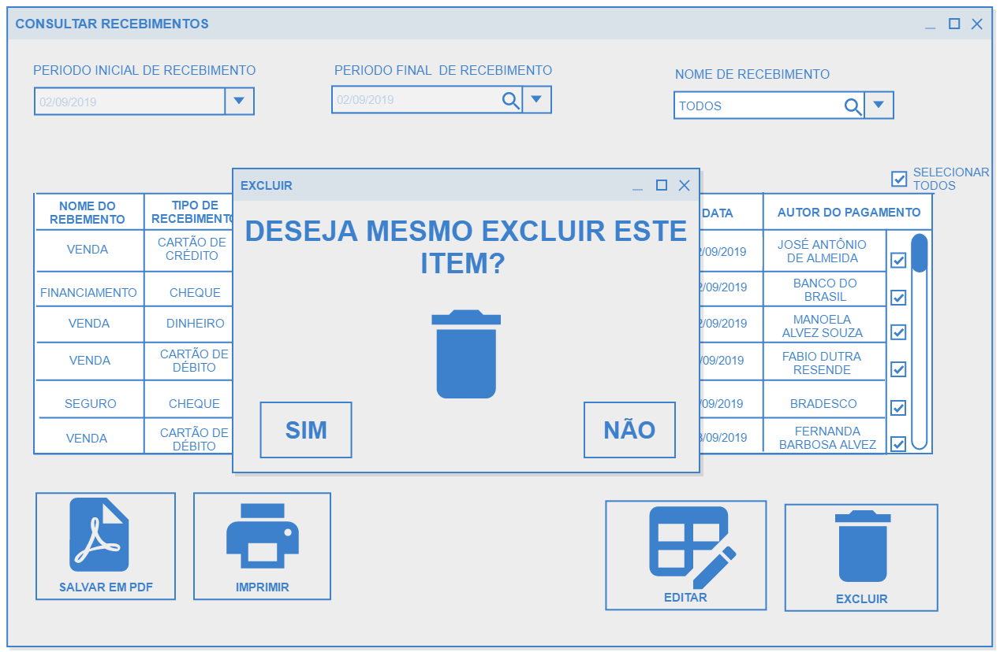 CONSULTAR RECEBIMENTOS
PERIODO INICIAL DE RECEBIMENTO
PERIODO FINAL DE RECEBIMENTO
NOME DE RECEBIMENTO
02/09/2019
02/09/2019
TODOS
SELECIONAR
TODOS
EXCLUIR
DESEJA MESMO EXCLUIR ESTE
ITEM?
SIM
NÃO
NOME DO
REBEMENTO
TIPO DE
RECEBIMENTO
DATA
AUTOR DO PAGAMENTO
VENDA
CARTÃO DE
CRÉDITO
/09/2019
JOSÉ ANTÔNIO
DE ALMEIDA
FINANCIAMENTO
CHEQUE
/09/2019
BANCO DO
BRASIL
VENDA
DINHEIRO
/09/2019
MANOELA
ALVEZ SOUZA
VENDA
CARTÃO DE
DÉBITO
/09/2019
FABIO DUTRA
RESENDE
SEGURO
CHEQUE
/09/2019
BRADESCO
VENDA
CARTÃO DE
DÉBITO
/09/2019
FERNANDA
BARBOSA ALVEZ
SALVAR EM PDF
IMPRIMIR
EDITAR
EXCLUIR